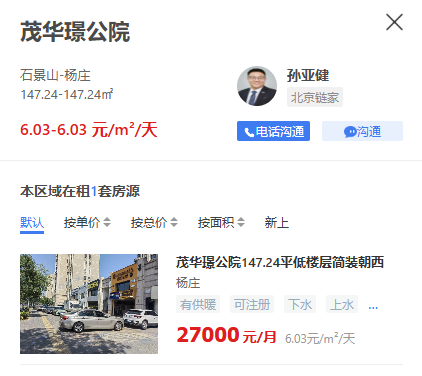 茂华璟公院
石景山-杨庄
147.24-147.24㎡
6.03-6.03 元/m²/天
孙亚健
北京链家
电话沟通
沟通
本区域在租1套房源
默认 按单价 按总价 按面积 新上
茂华璟公院147.24平低楼层简装朝西
杨庄
有供暖 可注册 下水 上水 ...
27000 元/月 6.03元/m²/天